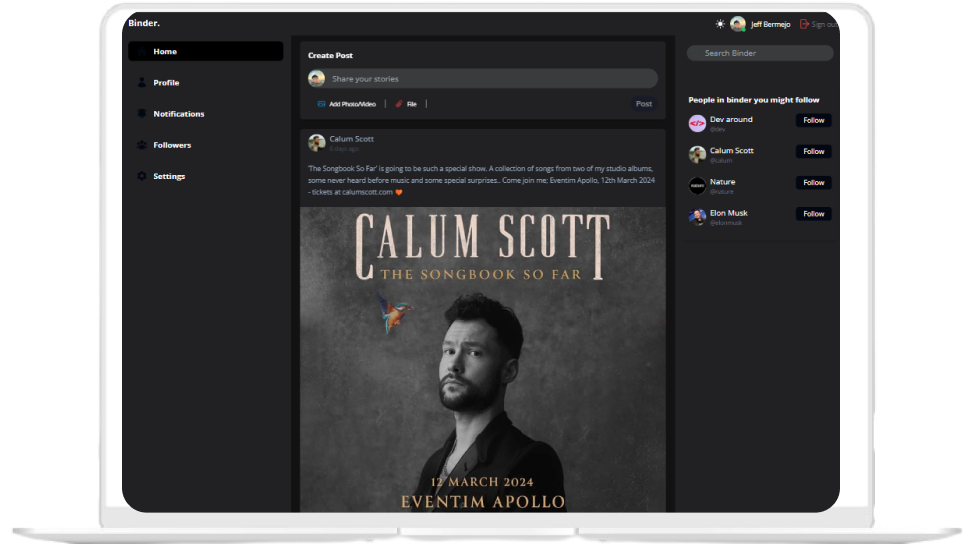 Binder.
Jeff Bermejo
Sign out
Home
Profile
Notifications
Followers
Settings
Create Post
Share your stories
Add Photo/Video
File
Post
Calum Scott
5 days ago
'The Songbook So Far' is going to be such a special show. A collection of songs from two of my studio albums,
some never heard before music and some special surprises.. Come join me; Eventim Apollo, 12th March 2024
- tickets at calumscott.com
CALUM SCOTT
THE SONGBOOK SO FAR
12 MARCH 2024
EVENTIM APOLLO
Search Binder
People in binder you might follow
Dev around
@dev
Follow
Calum Scott
@calum
Follow
Nature
@nature
Follow
Elon Musk
@elonmusk
Follow